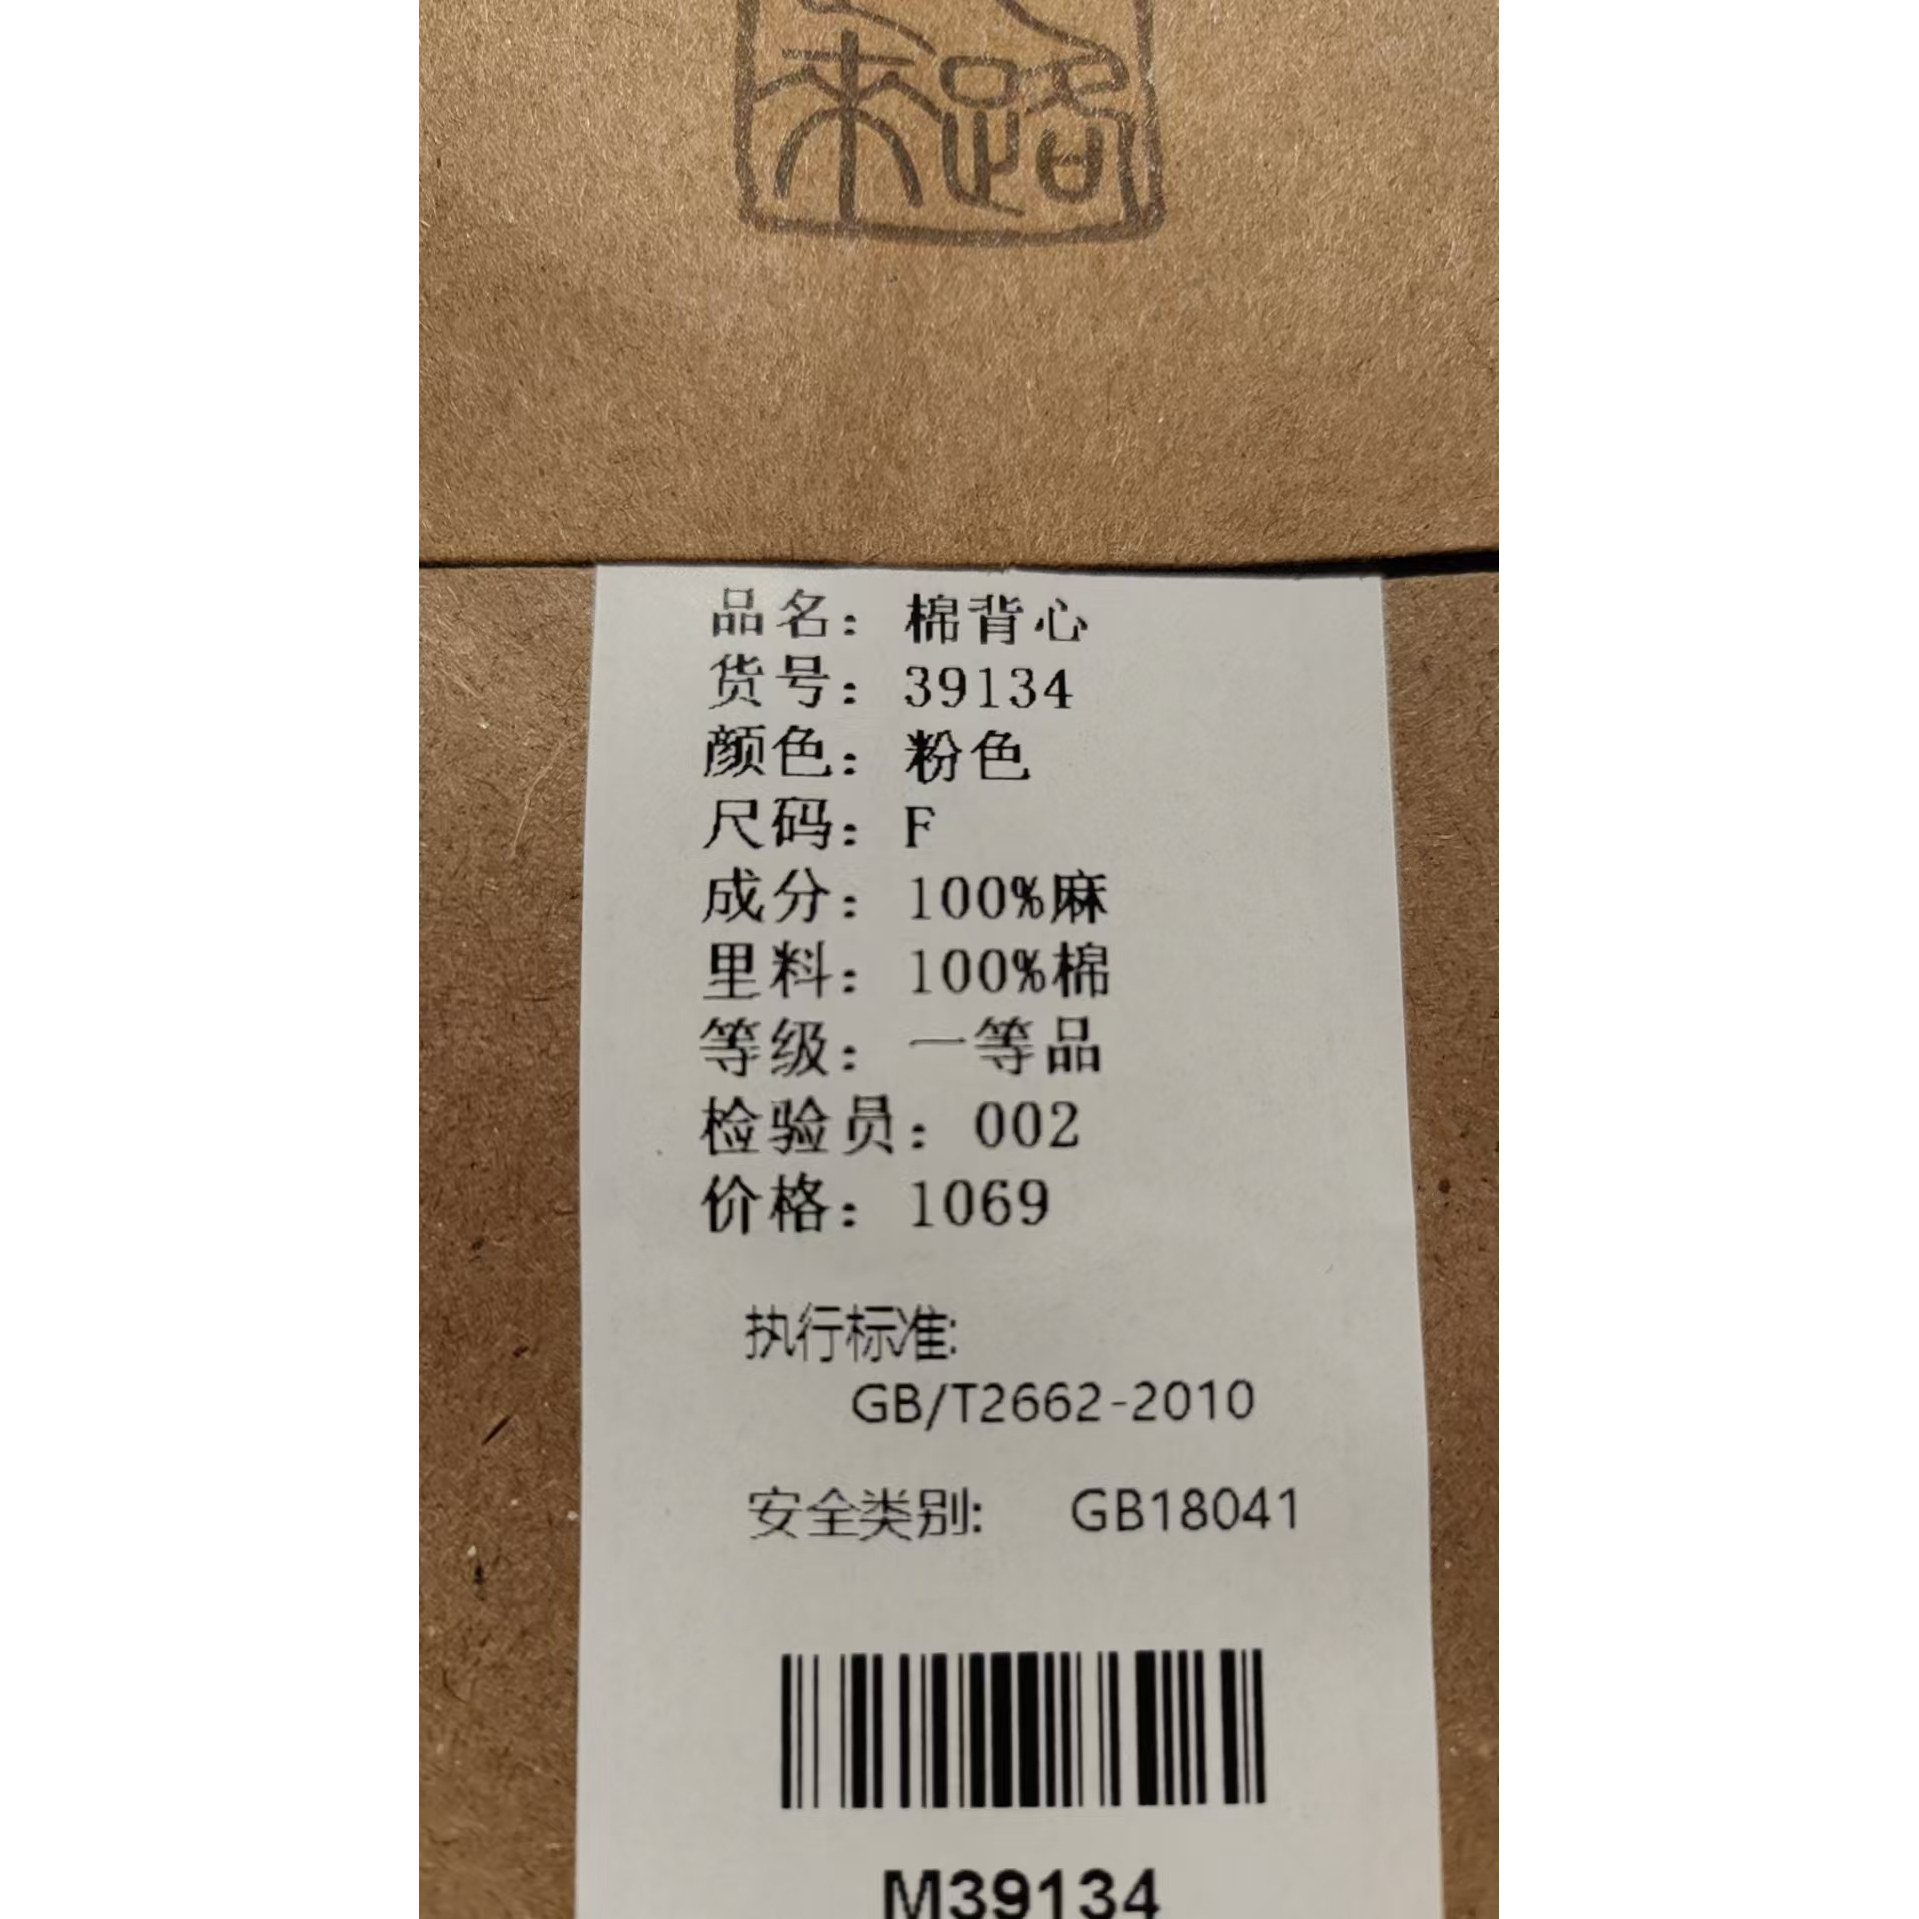 来路
品名：棉背心
货号：39134
颜色：粉色
尺码：F
成分：100%麻
里料：100%棉
等级：一等品
检验员：002
价格：1069
执行标准:
GB/T2662-2010
安全类别: GB18041
M39134